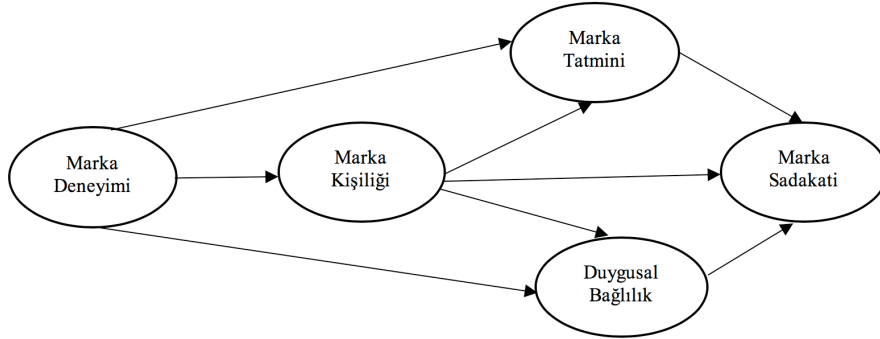 Marka
Tatmini
Marka
Deneyimi
Marka
Kişiliği
Marka
Sadakati
Duygusal
Bağlılık